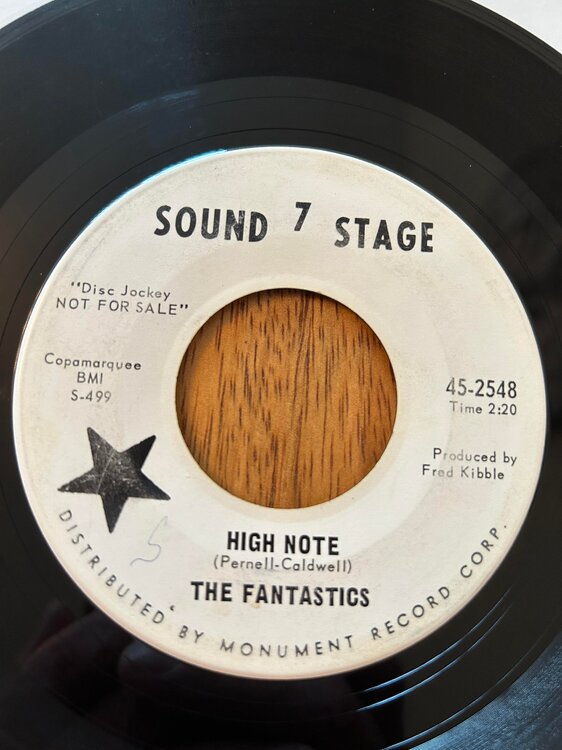 SOUND 7 STAGE
"Disc Jockey
NOT FOR SALE"
Copamarquee
BMI
S-499
45-2548
Time 2:20
Produced by
Fred Kibble
5
HIGH NOTE
(Pernell-Caldwell)
THE FANTASTICS
DISTRIBUTED BY MONUMENT RECORD CORP.